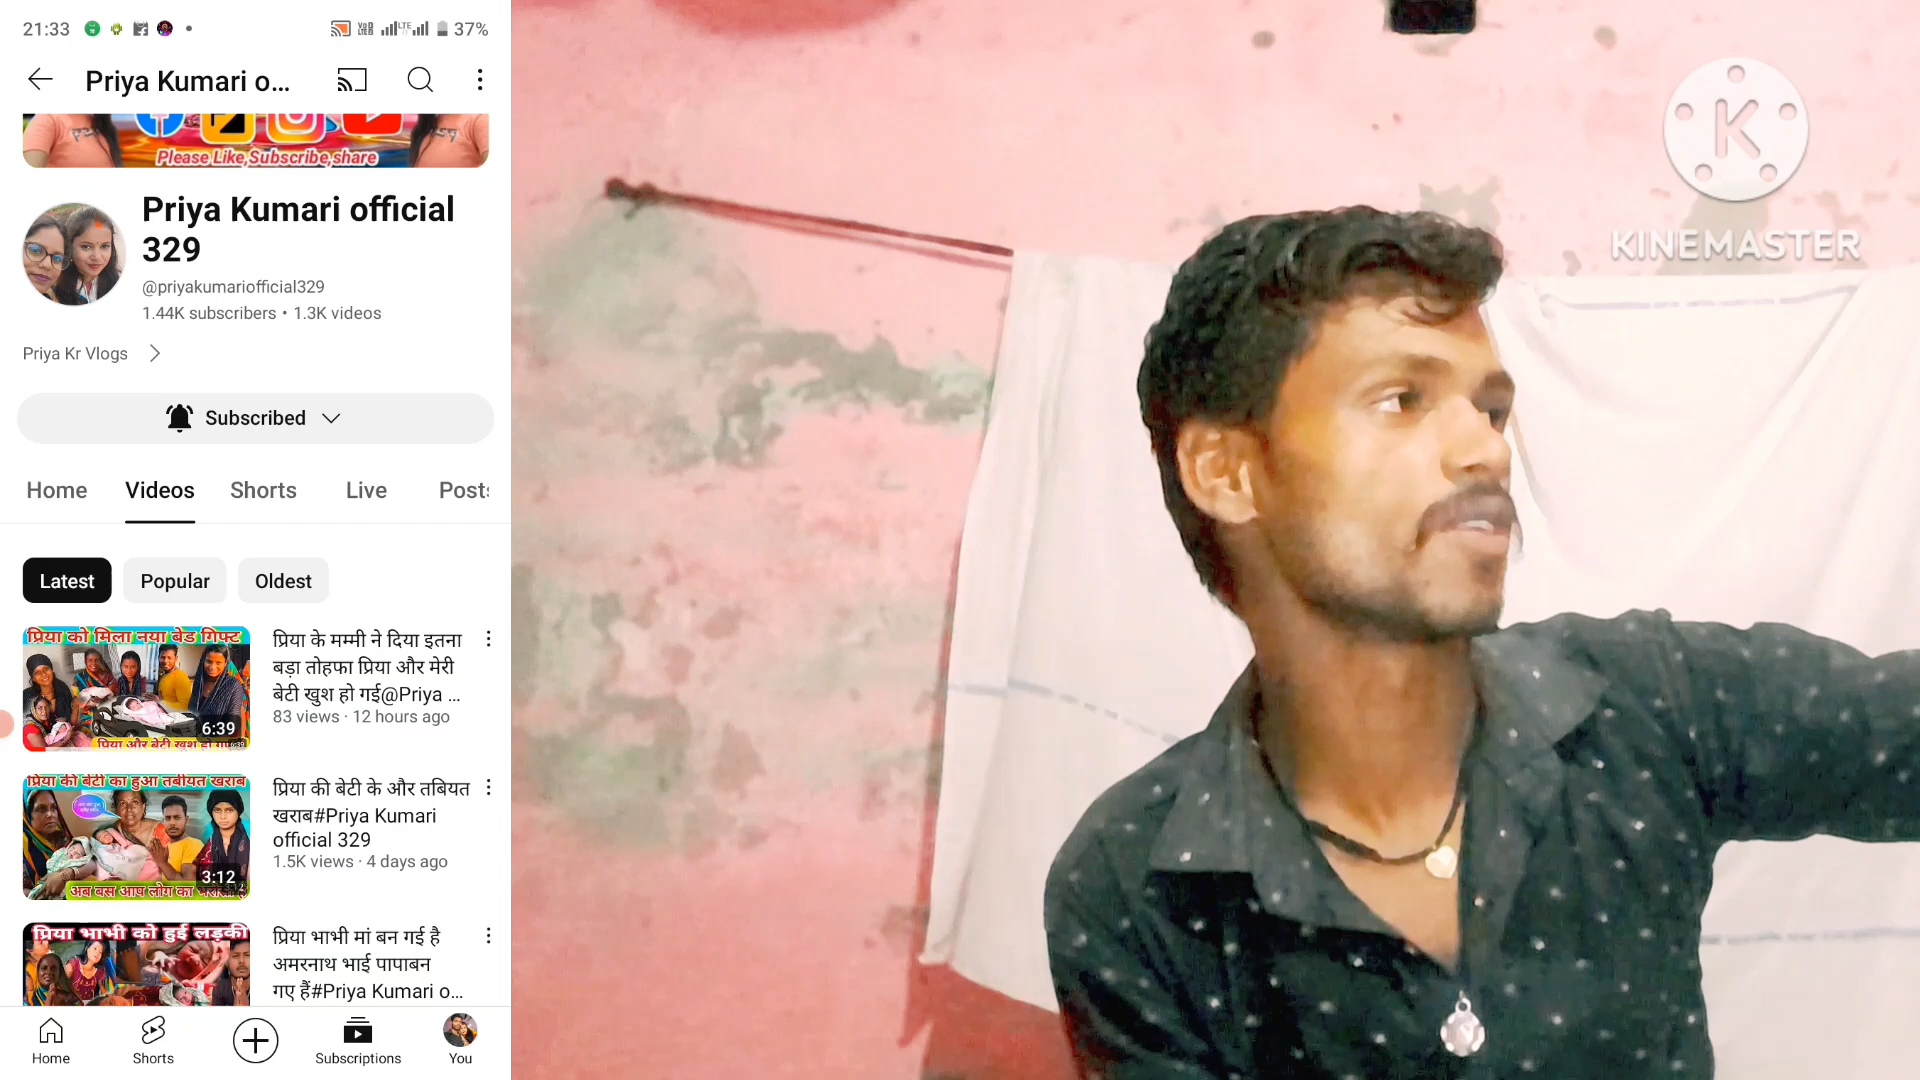 21:33
37%
Priya Kumari o...
Please Like,Subscribe,share
Priya Kumari official
329
@priyakumariofficial329
1.44K subscribers • 1.3K videos
Priya Kr Vlogs
Subscribed
Home Videos Shorts Live Posts
Latest Popular Oldest
प्रिया को मिला नया बेड गिफ्ट
6:39
प्रिया के मम्मी ने दिया इतना
बड़ा तोहफा प्रिया और मेरी
बेटी खुश हो गई@Priya ...
83 views · 12 hours ago
प्रिया की बेटी का हुआ तबीयत खराब
अब बस आप लोग का
3:12
प्रिया की बेटी के और तबियत
खराब#Priya Kumari
official 329
1.5K views · 4 days ago
प्रिया भाभी को हुई लड़की
प्रिया भाभी मां बन गई है
अमरनाथ भाई पापाबन
गए हैं#Priya Kumari o...
Home Shorts Subscriptions You
K
KINEMASTER